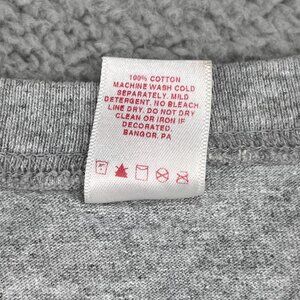 100% COTTON
MACHINE WASH COLD
SEPARATELY. MILD
DETERGENT. NO BLEACH.
LINE DRY. DO NOT DRY
CLEAN OR IRON IF
DECORATED.
BANGOR, PA